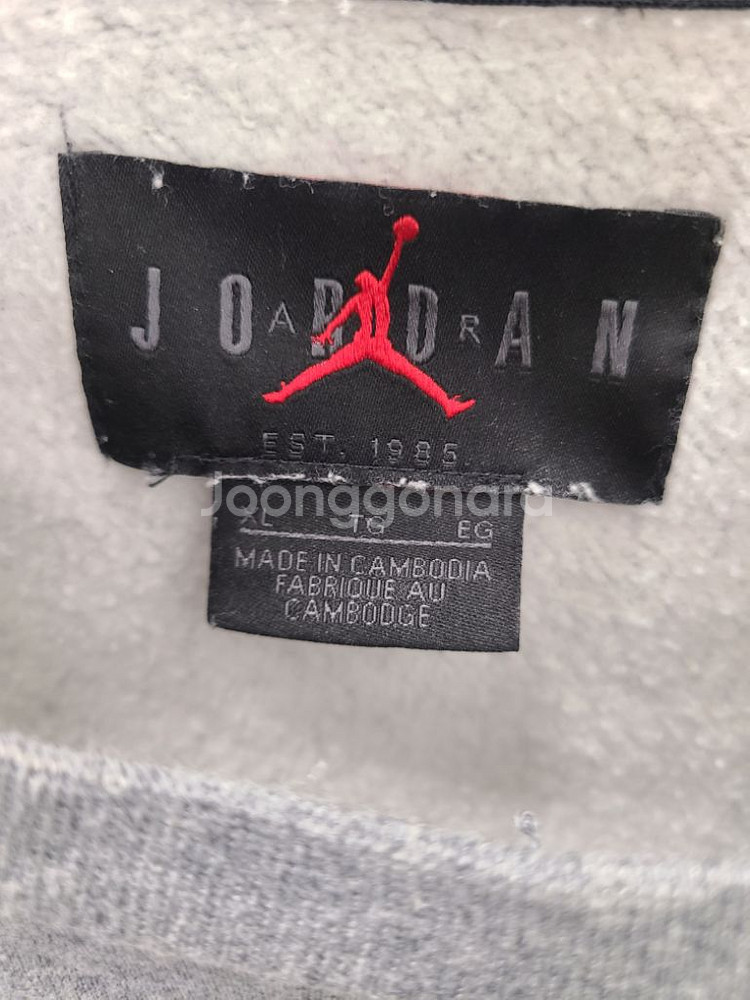 JORDAN
AIR
EST. 1985
Joonggonara
XL TG EG
MADE IN CAMBODIA
FABRIQUE AU
CAMBODGE